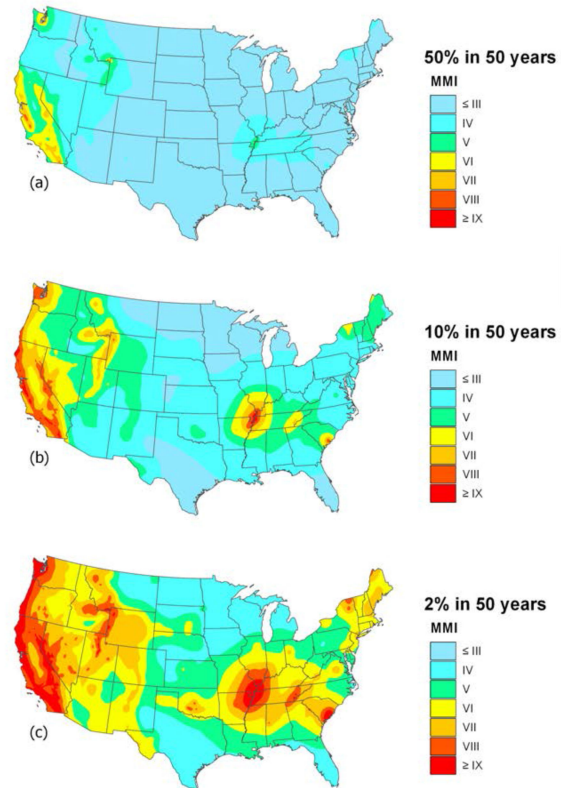 50% in 50 years
MMI
≤ III
IV
V
VI
VII
VIII
≥ IX
(a)
10% in 50 years
MMI
≤ III
IV
V
VI
VII
VIII
≥ IX
(b)
2% in 50 years
MMI
≤ III
IV
V
VI
VII
VIII
≥ IX
(c)